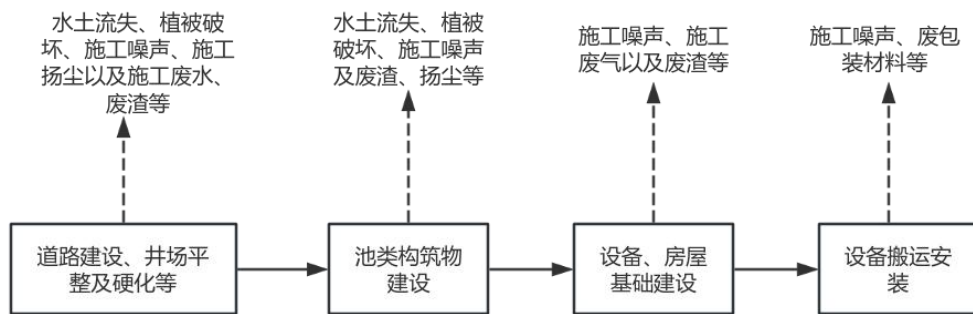 水土流失、植被破
坏、施工噪声、施工
扬尘以及施工废水、
废渣等
水土流失、植被
破坏、施工噪声
及废渣、扬尘等
施工噪声、施工
废气以及废渣等
施工噪声、废包
装材料等
道路建设、井场平
整及硬化等
池类构筑物
建设
设备、房屋
基础建设
设备搬运安
装